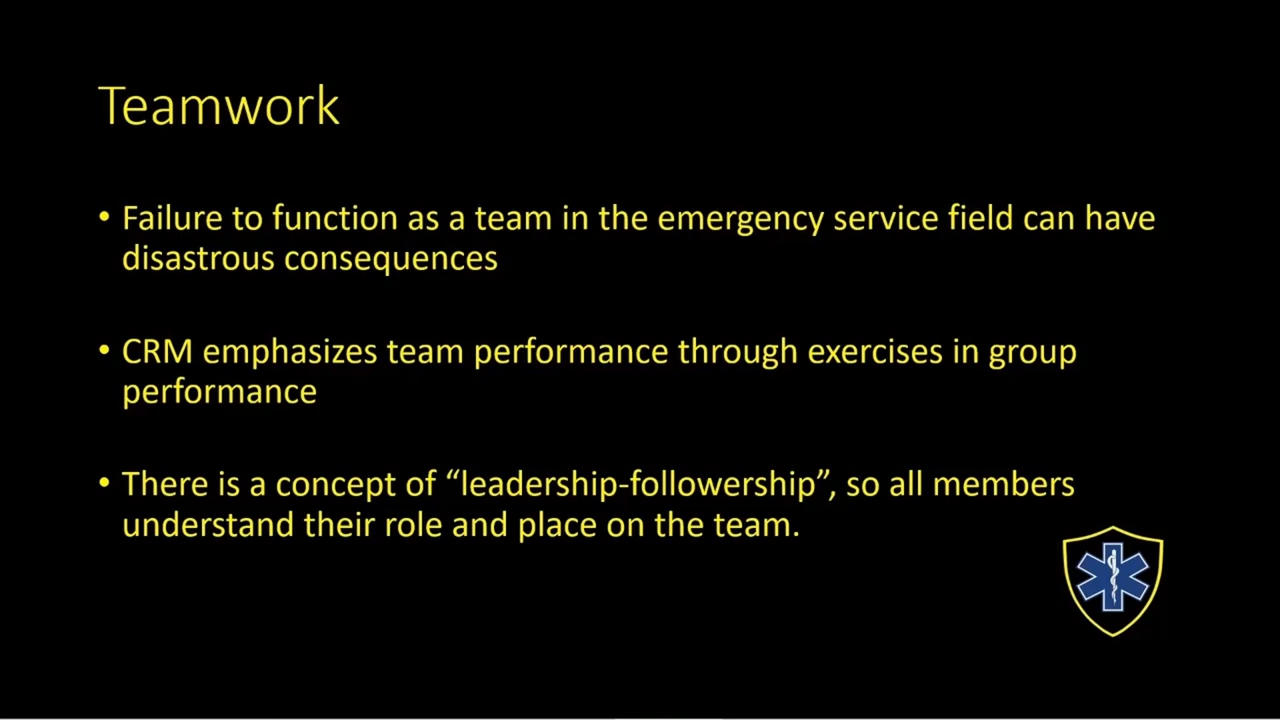 Teamwork
• Failure to function as a team in the emergency service field can have
disastrous consequences
• CRM emphasizes team performance through exercises in group
performance
• There is a concept of “leadership-followership”, so all members
understand their role and place on the team.